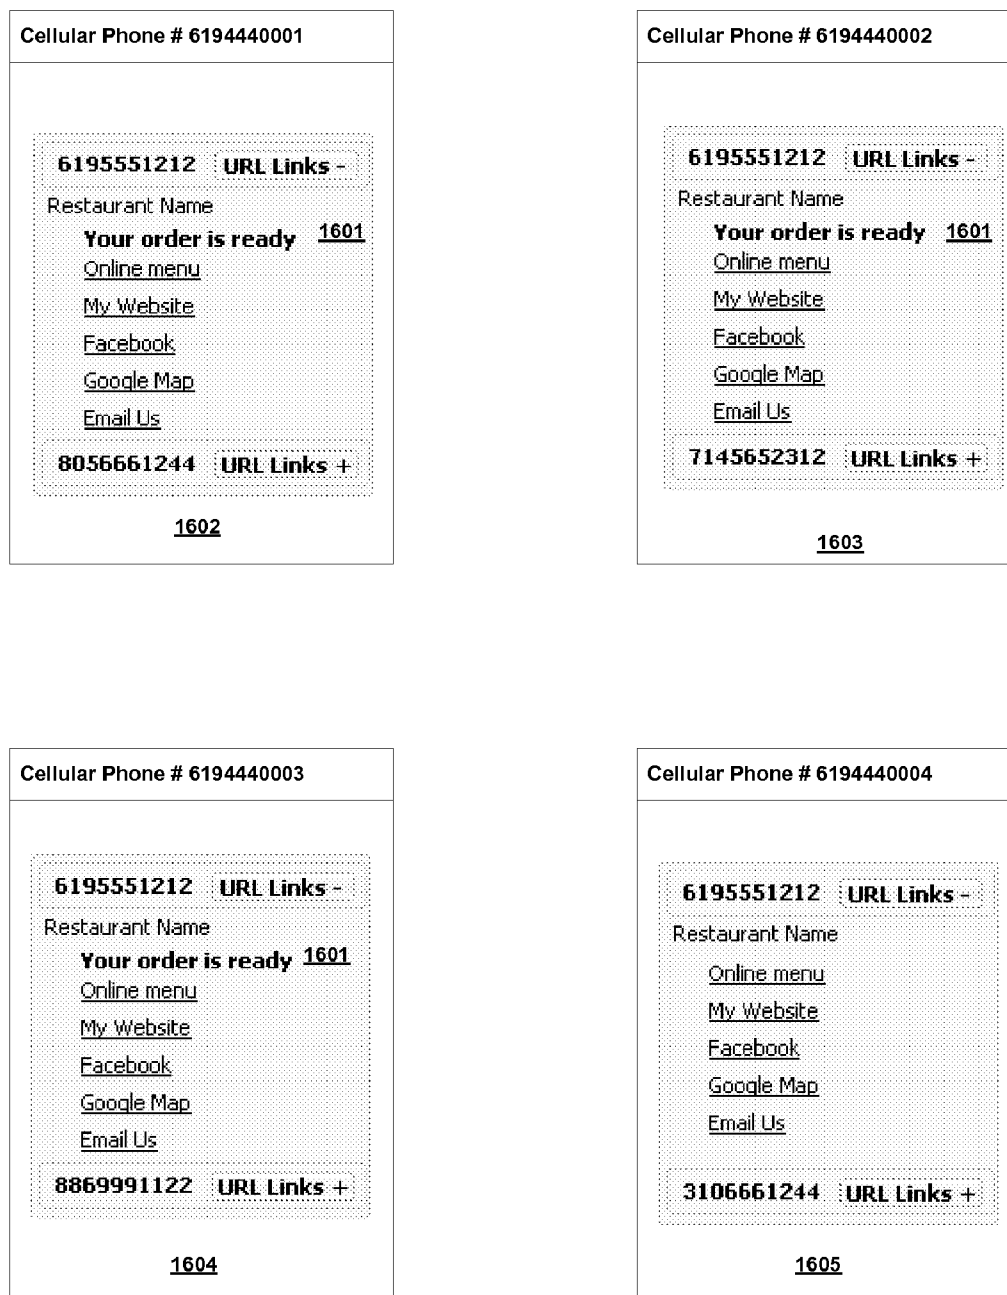 Cellular Phone # 6194440001
6195551212 URL Links -
Restaurant Name
Your order is ready 1601
Online menu
My Website
Facebook
Google Map
Email Us
8056661244 URL Links +
1602
Cellular Phone # 6194440002
6195551212 URL Links -
Restaurant Name
Your order is ready 1601
Online menu
My Website
Facebook
Google Map
Email Us
7145652312 URL Links +
1603
Cellular Phone # 6194440003
6195551212 URL Links -
Restaurant Name
Your order is ready 1601
Online menu
My Website
Facebook
Google Map
Email Us
8869991122 URL Links +
1604
Cellular Phone # 6194440004
6195551212 URL Links -
Restaurant Name
Online menu
My Website
Facebook
Google Map
Email Us
3106661244 URL Links +
1605